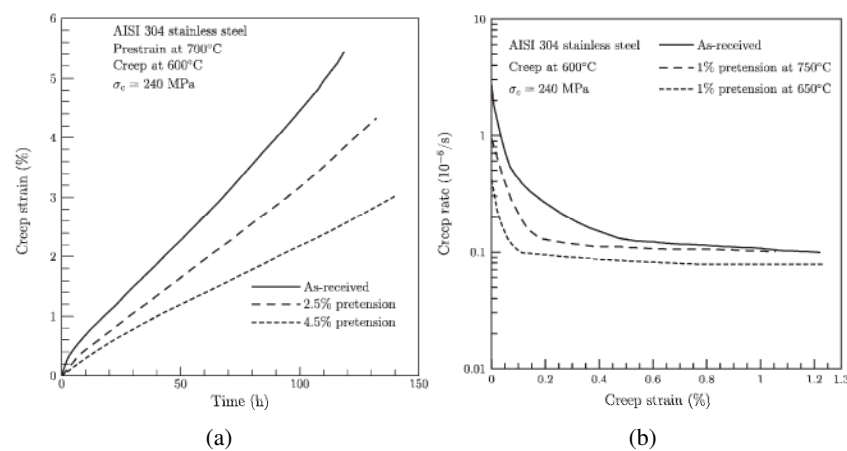 AISI 304 stainless steel
Prestrain at 700°C
Creep at 600°C
σc = 240 MPa
6
5
4
3
2
1
0
Creep strain (%)
As-received
2.5% pretension
4.5% pretension
0
50
100
150
Time (h)
(a)
AISI 304 stainless steel
Creep at 600°C
σc = 240 MPa
As-received
1% pretension at 750°C
1% pretension at 650°C
10
1
0.1
0.01
Creep rate (10⁻⁶/s)
0
0.2
0.4
0.6
0.8
1
1.2
1.3
Creep strain (%)
(b)